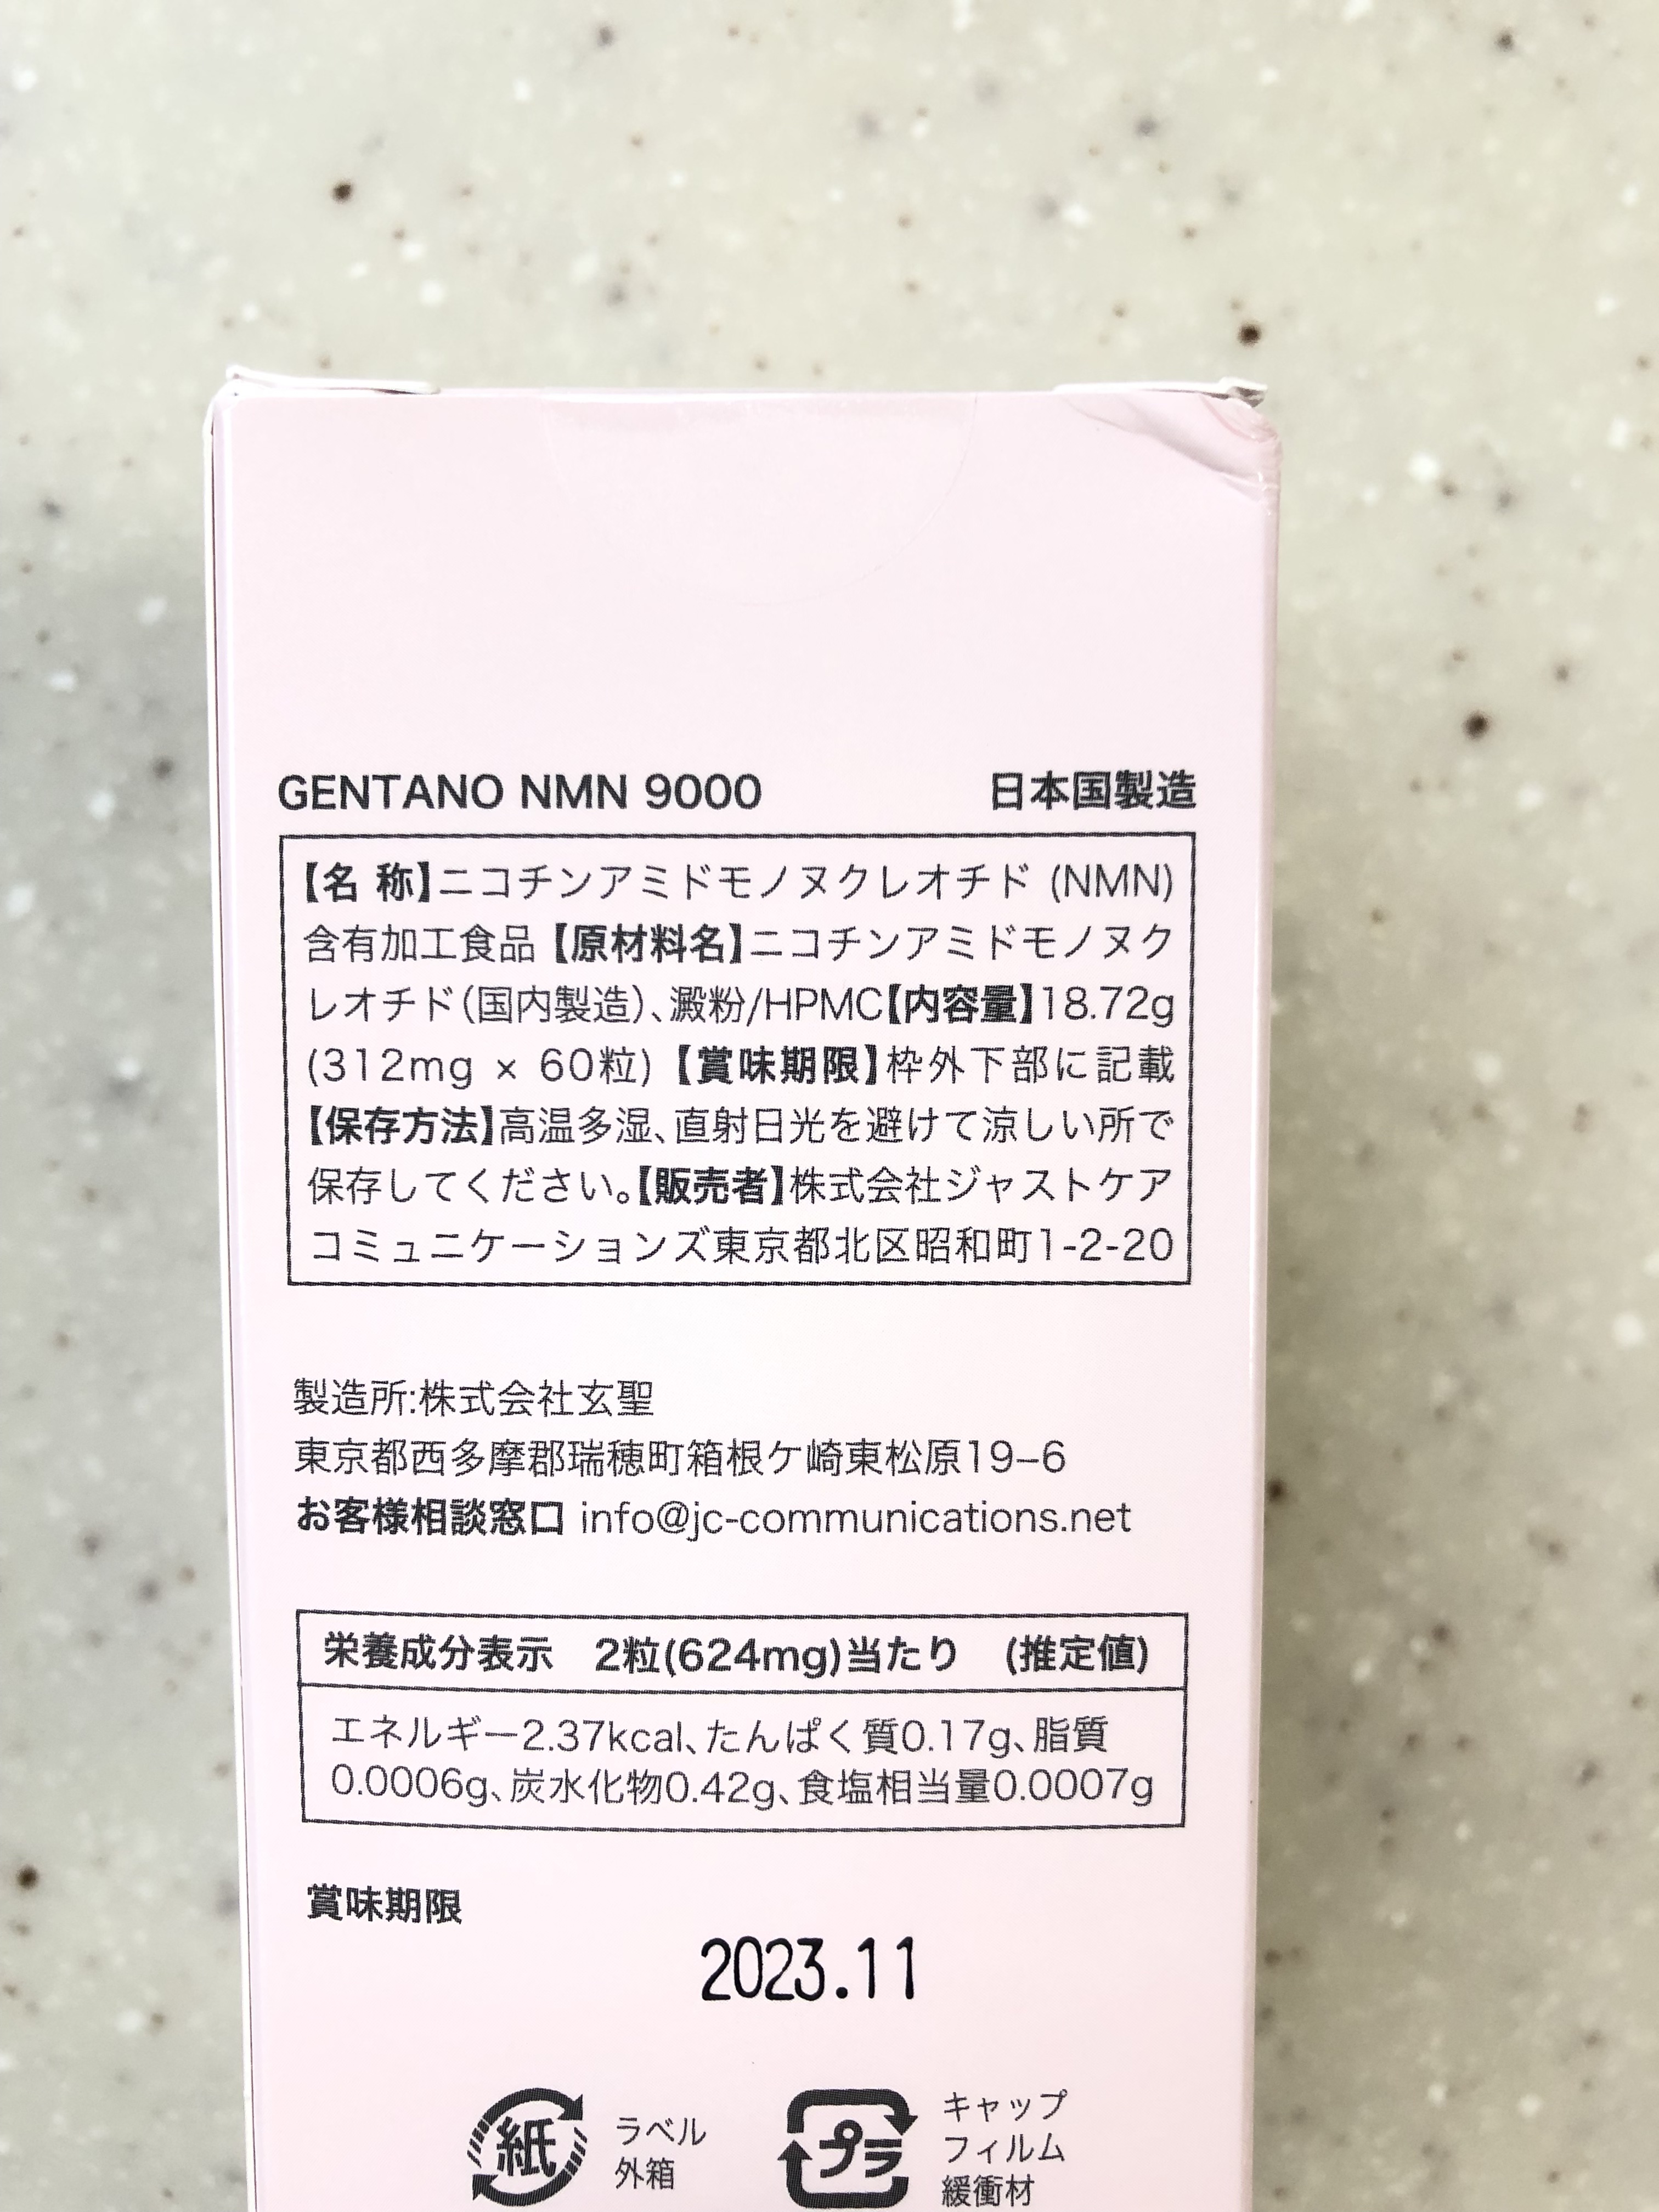 GENTANO NMN 9000 日本国製造
【名 称】ニコチンアミドモノヌクレオチド (NMN)
含有加工食品【原材料名】ニコチンアミドモノヌク
レオチド(国内製造)、澱粉/HPMC【内容量】18.72g
(312mg × 60粒)【賞味期限】枠外下部に記載
【保存方法】高温多湿、直射日光を避けて涼しい所で
保存してください。【販売者】株式会社ジャストケア
コミュニケーションズ東京都北区昭和町1-2-20
製造所:株式会社玄聖
東京都西多摩郡瑞穂町箱根ケ崎東松原19–6
お客様相談窓口 info@jc-communications.net
栄養成分表示 2粒(624mg)当たり (推定値)
エネルギー2.37kcal、たんぱく質0.17g、脂質
0.0006g、炭水化物0.42g、食塩相当量0.0007g
賞味期限
2023.11
紙
ラベル
外箱
プラ
キャップ
フィルム
緩衝材